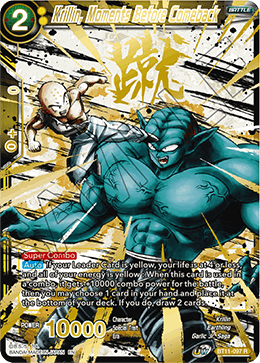 Krillin, Moments Before Comeback
BATTLE
2
蹴
Super Combo
Auto If your Leader Card is yellow, your life is at 4 or less,
and all of your energy is yellow : When this card is used
in a combo, it gets +10000 combo power for the battle,
then you may choose 1 card in your hand and place it at
the bottom of your deck. If you do, draw 2 cards.
POWER
10000
Character
Krillin
Special Trait
Earthling
Era
Garlic Jr. Saga
BANDAI
BT11-097 R